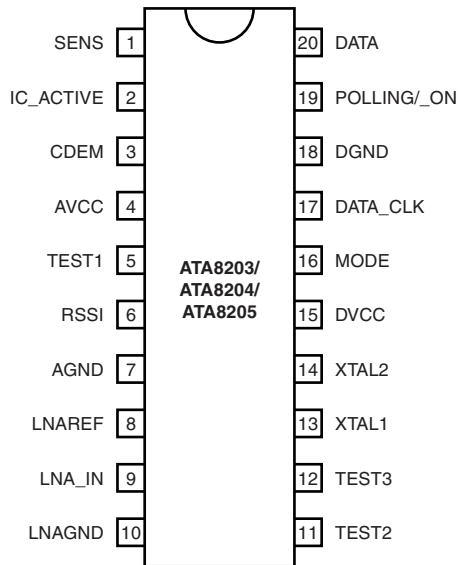 SENS 1 20 DATA
IC_ACTIVE 2 19 POLLING/_ON
CDEM 3 18 DGND
AVCC 4 17 DATA_CLK
TEST1 5 16 MODE
ATA8203/
ATA8204/
ATA8205
RSSI 6 15 DVCC
AGND 7 14 XTAL2
LNAREF 8 13 XTAL1
LNA_IN 9 12 TEST3
LNAGND 10 11 TEST2